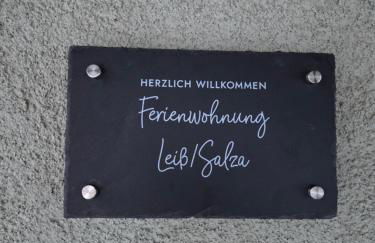 HERZLICH WILLKOMMEN
Ferienwohnung
Leiß/Salza